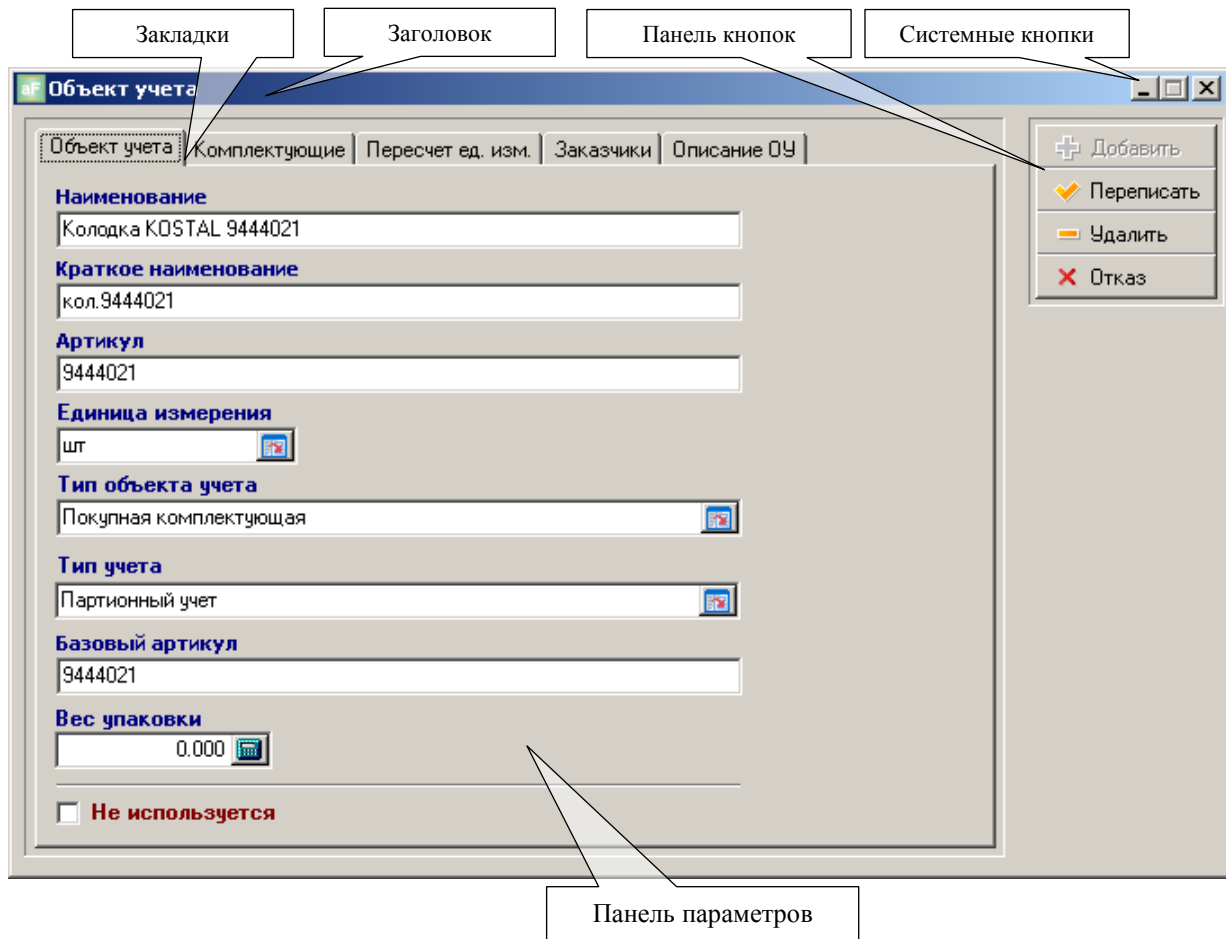 Закладки
Заголовок
Панель кнопок
Системные кнопки
aF Объект учета
Объект учета Комплектующие Пересчет ед. изм. Заказчики Описание ОУ
Добавить
Переписать
Удалить
Отказ
Наименование
Колодка KOSTAL 9444021
Краткое наименование
кол.9444021
Артикул
9444021
Единица измерения
шт
Тип объекта учета
Покупная комплектующая
Тип учета
Партионный учет
Базовый артикул
9444021
Вес упаковки
0.000
Не используется
Панель параметров